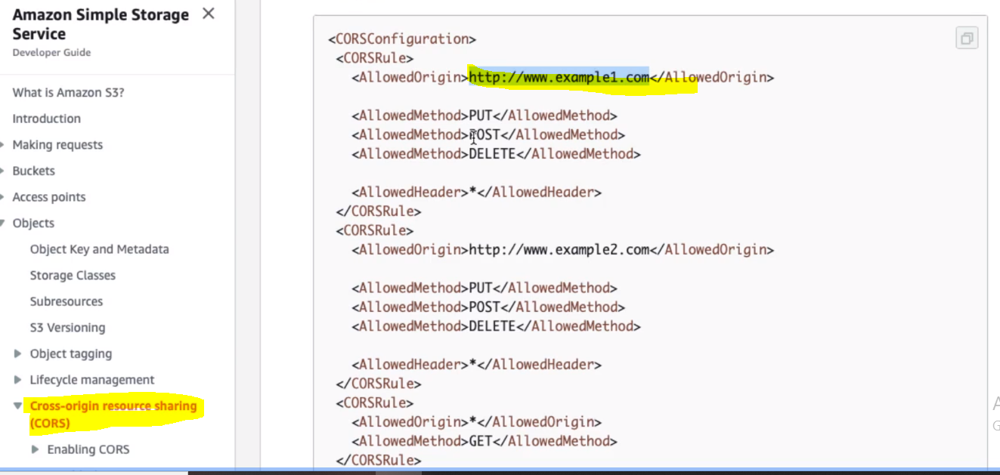 Amazon Simple Storage
Service
Developer Guide
What is Amazon S3?
Introduction
Making requests
Buckets
Access points
Objects
Object Key and Metadata
Storage Classes
Subresources
S3 Versioning
Object tagging
Lifecycle management
Cross-origin resource sharing
(CORS)
Enabling CORS
<CORSConfiguration>
<CORSRule>
<AllowedOrigin>http://www.example1.com</AllowedOrigin>
<AllowedMethod>PUT</AllowedMethod>
<AllowedMethod>POST</AllowedMethod>
<AllowedMethod>DELETE</AllowedMethod>
<AllowedHeader>*</AllowedHeader>
</CORSRule>
<CORSRule>
<AllowedOrigin>http://www.example2.com</AllowedOrigin>
<AllowedMethod>PUT</AllowedMethod>
<AllowedMethod>POST</AllowedMethod>
<AllowedMethod>DELETE</AllowedMethod>
<AllowedHeader>*</AllowedHeader>
</CORSRule>
<CORSRule>
<AllowedOrigin>*</AllowedOrigin>
<AllowedMethod>GET</AllowedMethod>
</CORSRule>